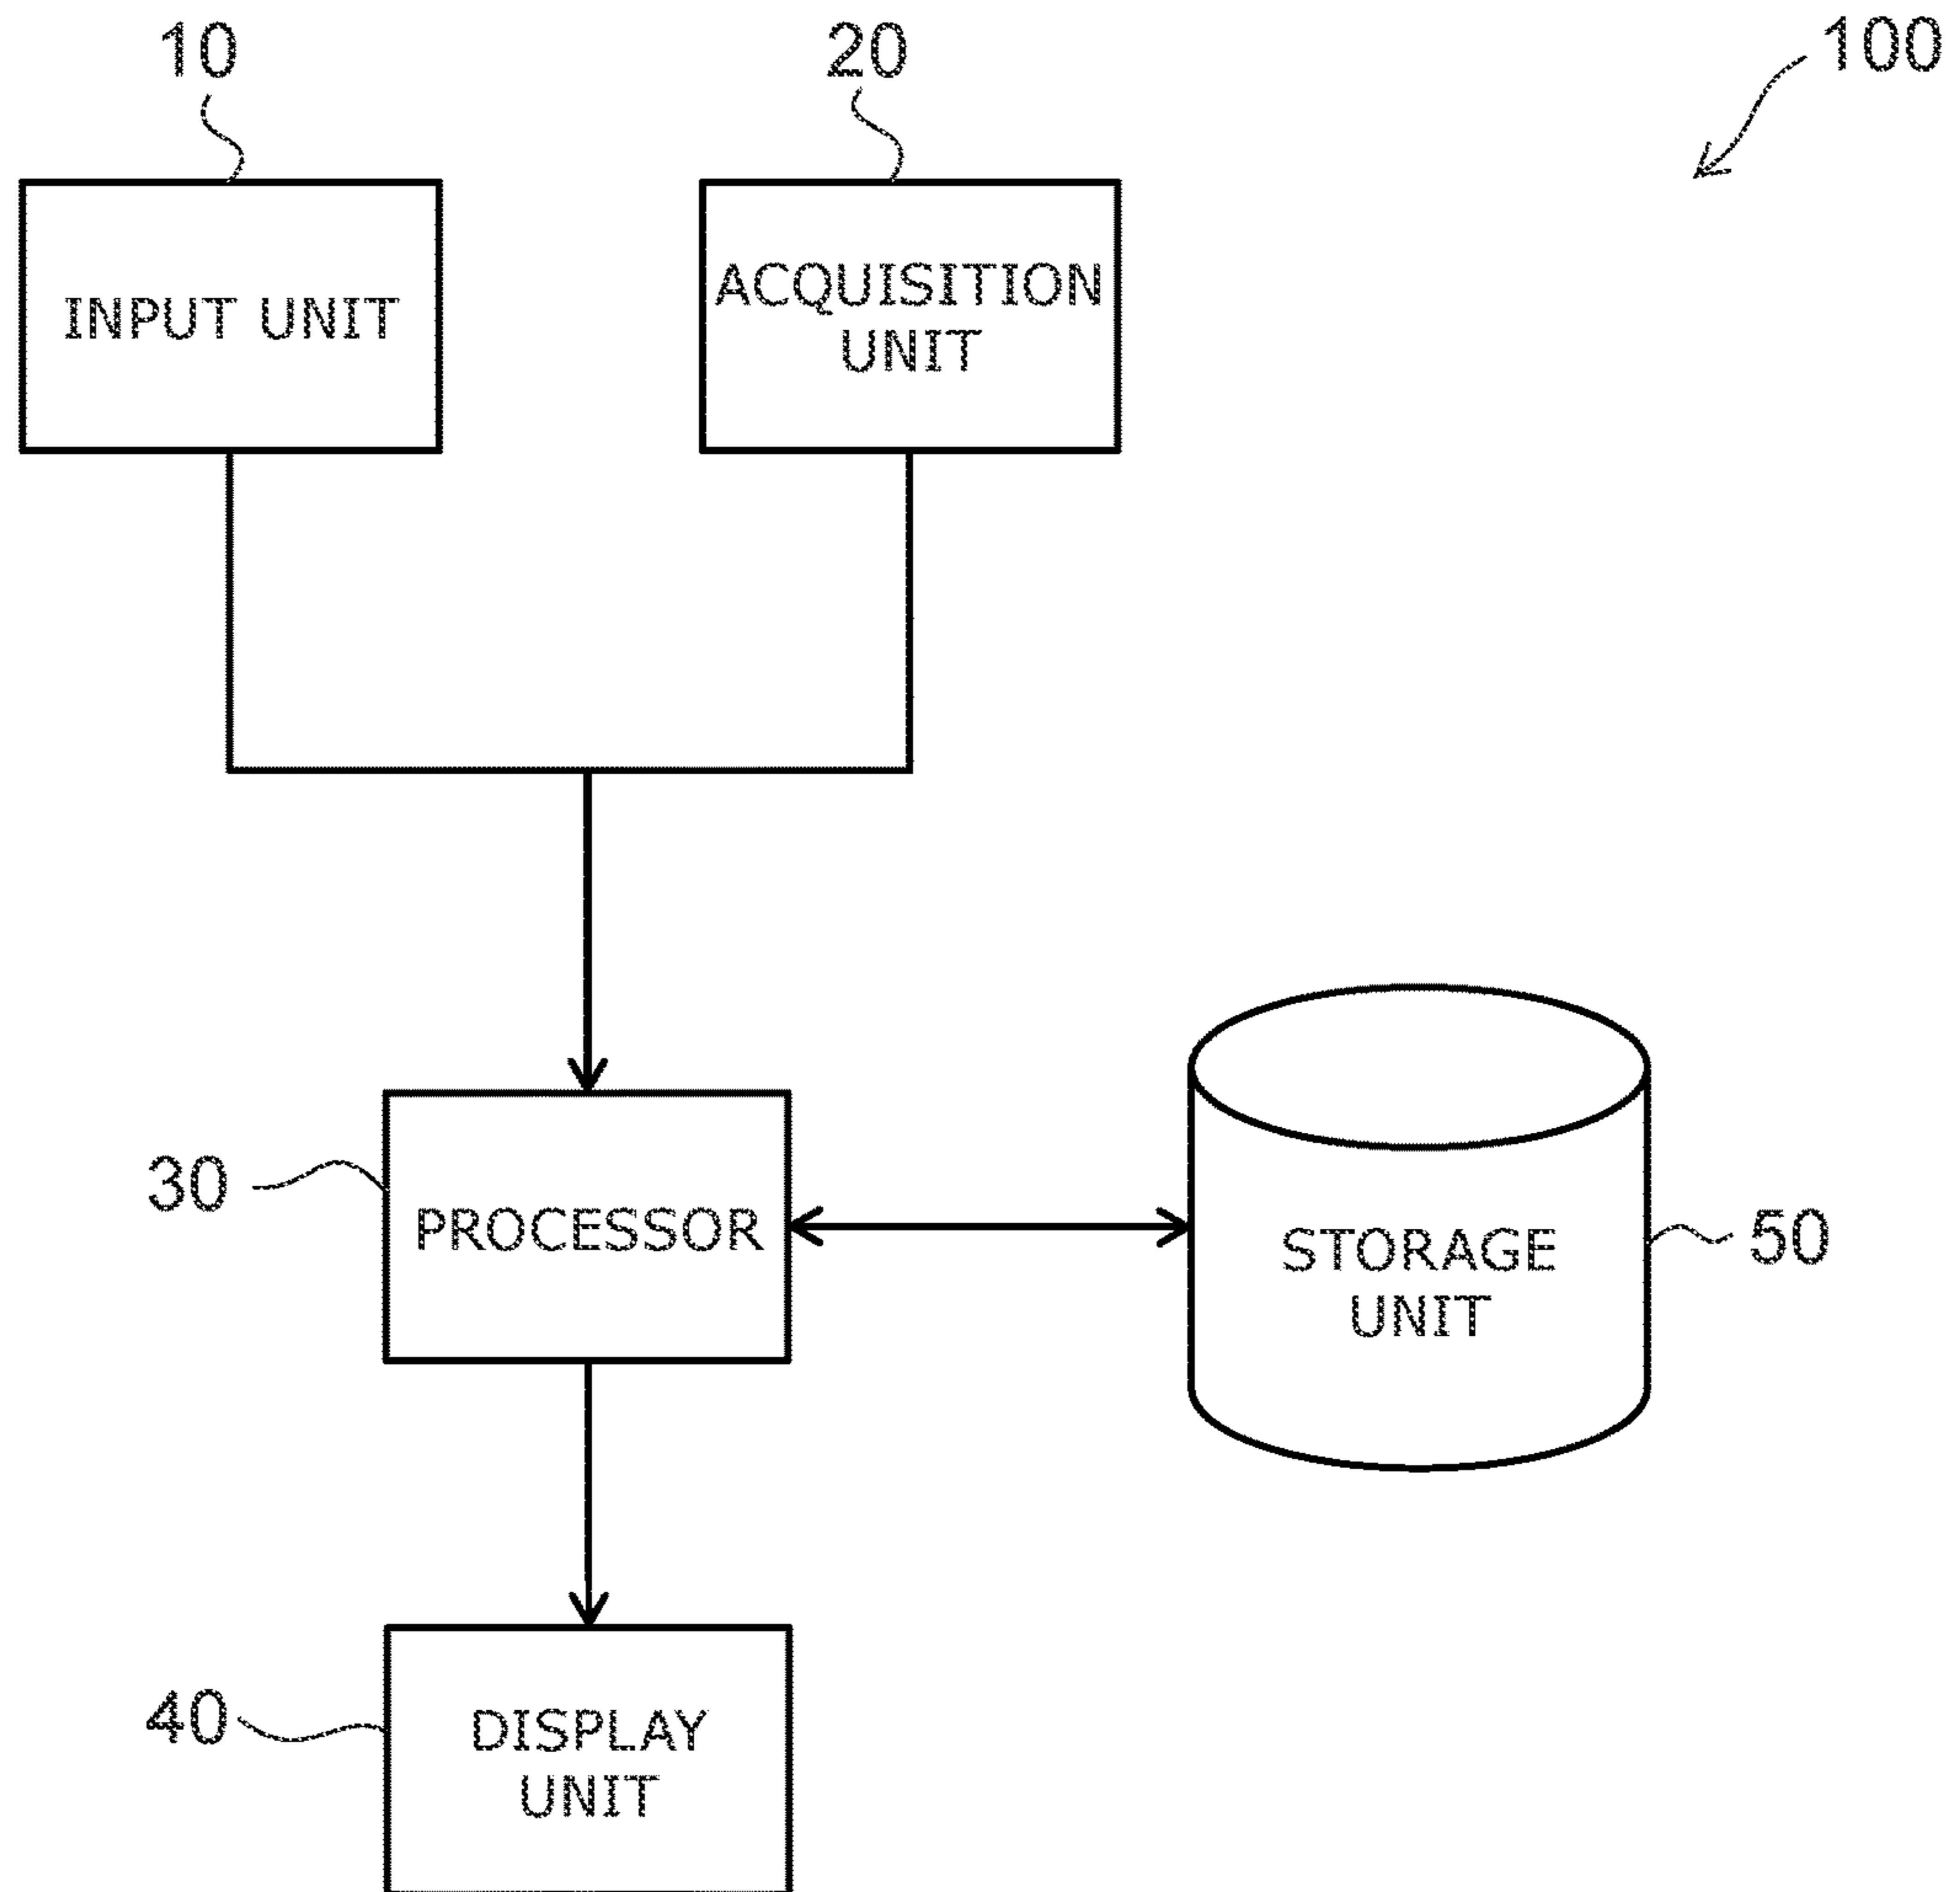 10
20
100
INPUT UNIT
ACQUISITION
UNIT
30
PROCESSOR
STORAGE
UNIT
50
40
DISPLAY
UNIT